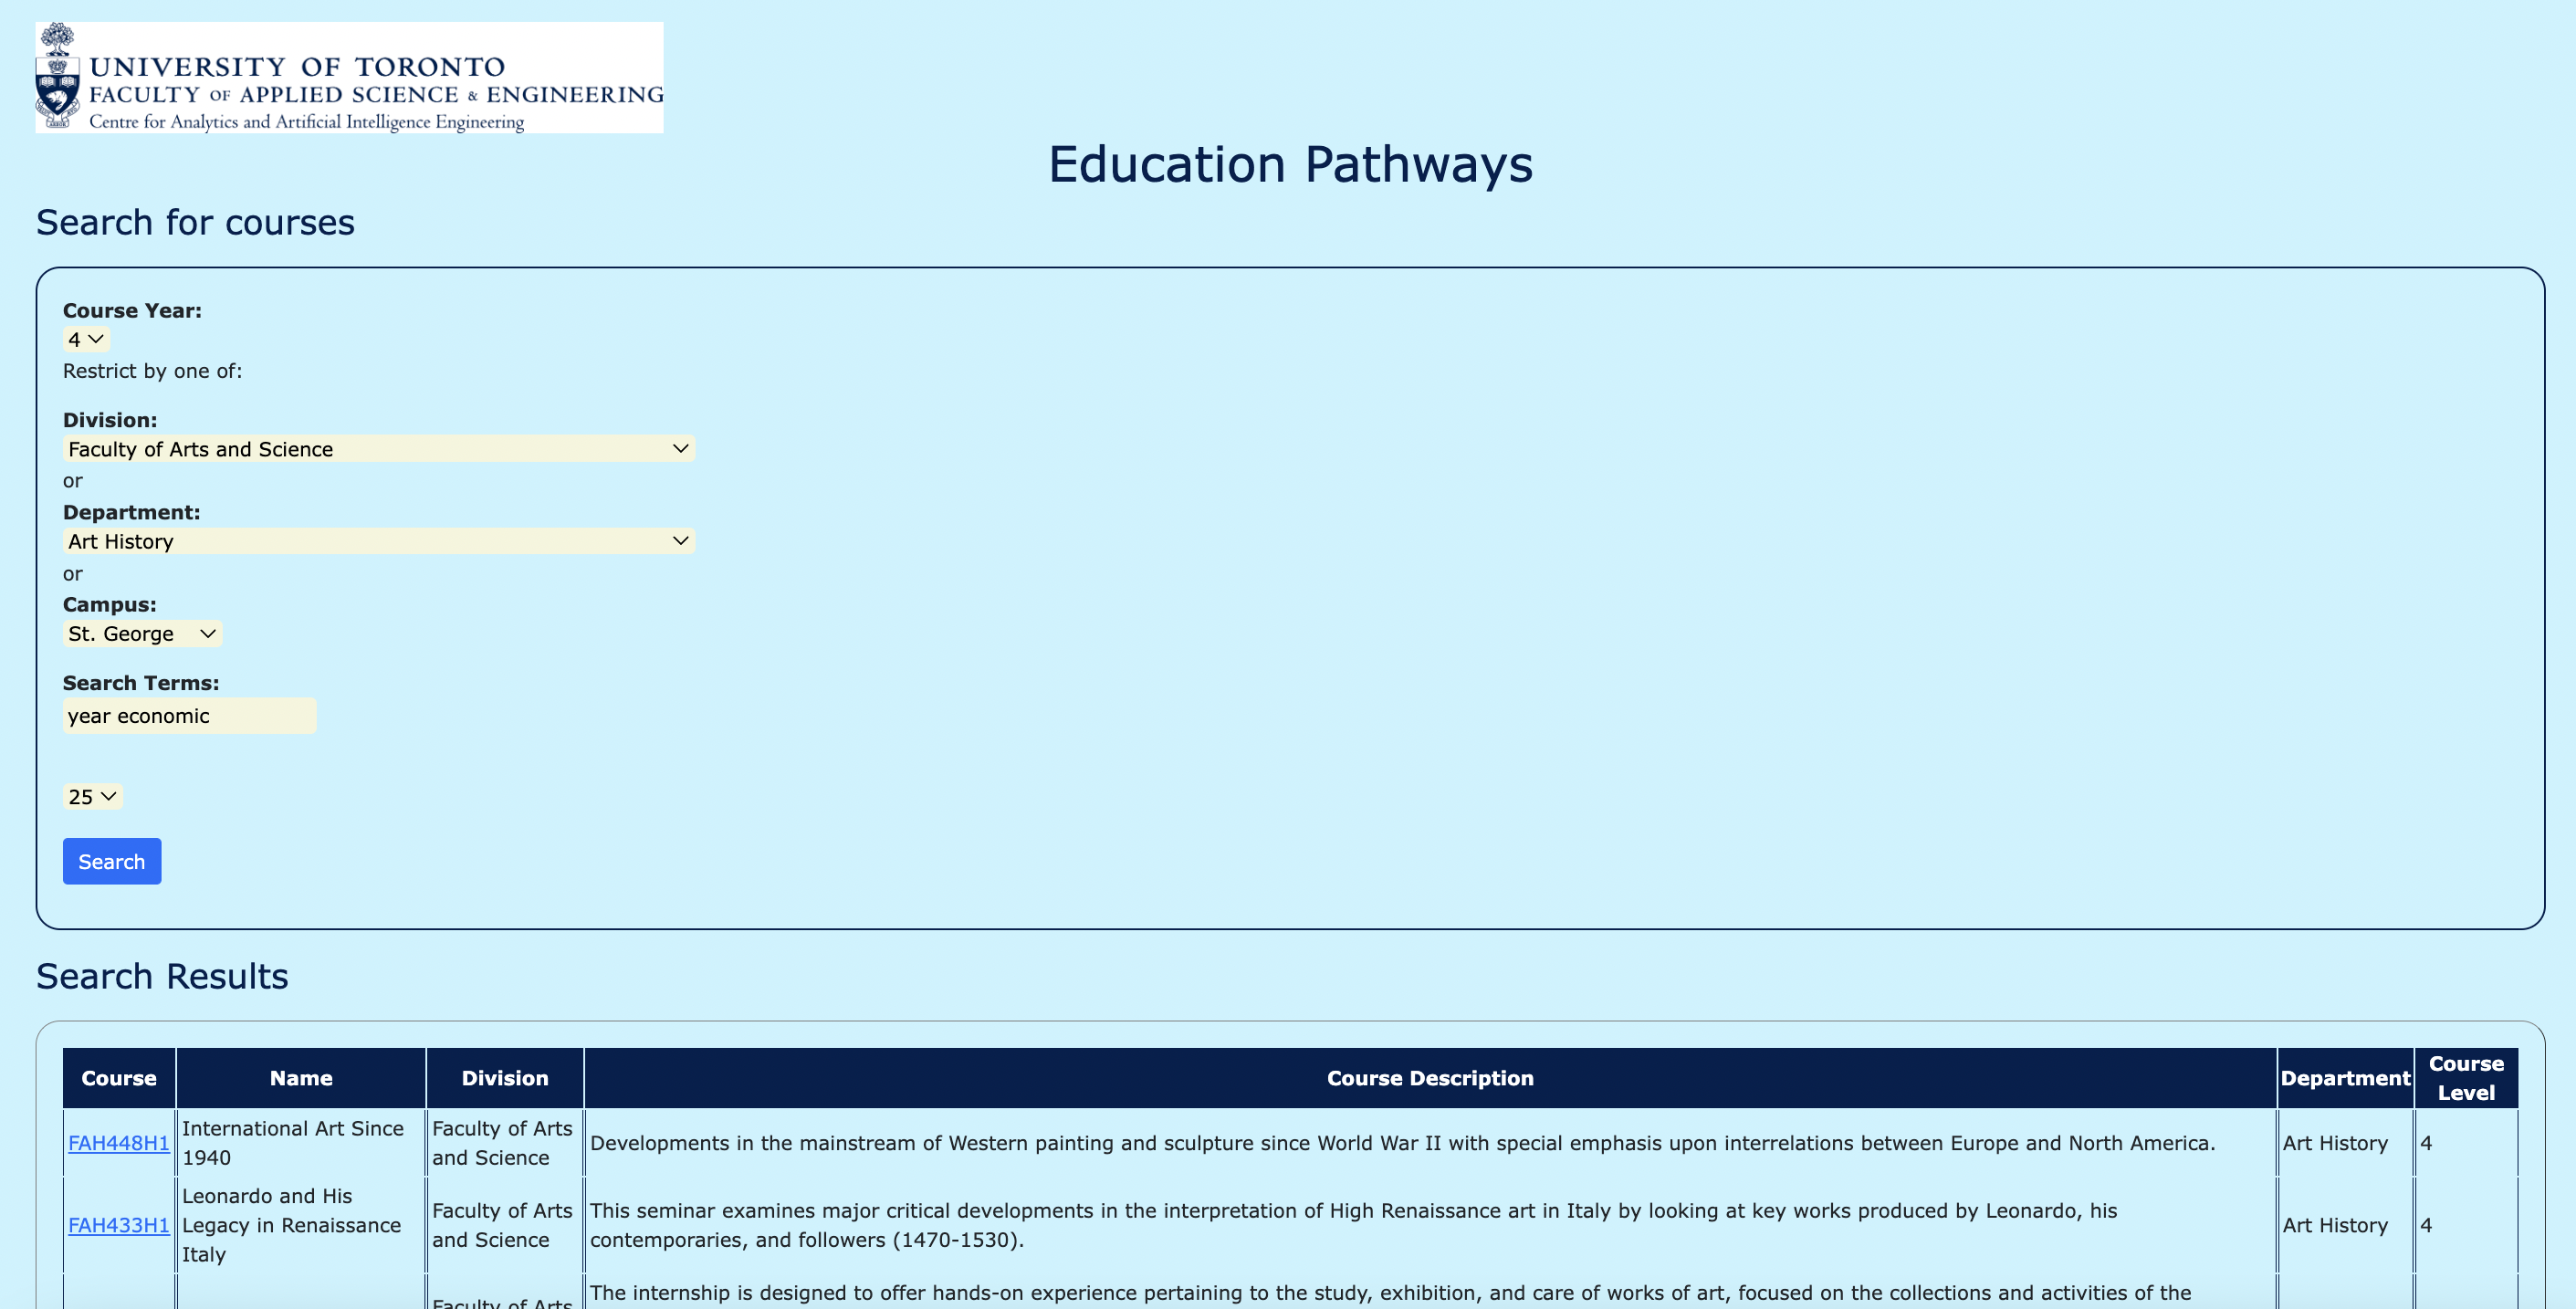 UNIVERSITY OF TORONTO
FACULTY OF APPLIED SCIENCE & ENGINEERING
Centre for Analytics and Artificial Intelligence Engineering
Education Pathways
Search for courses
Course Year:
4
Restrict by one of:
Division:
Faculty of Arts and Science
or
Department:
Art History
or
Campus:
St. George
Search Terms:
year economic
25
Search
Search Results
Course Name Division Course Description Department Course Level
FAH448H1
International Art Since
1940
Faculty of Arts
and Science
Developments in the mainstream of Western painting and sculpture since World War II with special emphasis upon interrelations between Europe and North America.
Art History
4
FAH433H1
Leonardo and His
Legacy in Renaissance
Italy
Faculty of Arts
and Science
This seminar examines major critical developments in the interpretation of High Renaissance art in Italy by looking at key works produced by Leonardo, his
contemporaries, and followers (1470-1530).
Art History
4
Faculty of Arts
The internship is designed to offer hands-on experience pertaining to the study, exhibition, and care of works of art, focused on the collections and activities of the